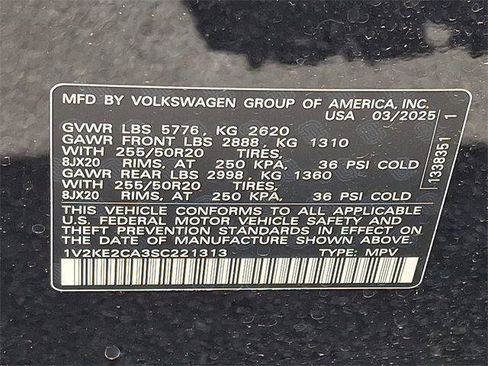 MFD BY VOLKSWAGEN GROUP OF AMERICA, INC.
USA 03/2025
GVWR LBS 5776 , KG 2620
GAWR FRONT LBS 2888 , KG 1310
WITH 255/50R20 TIRES,
8JX20 RIMS, AT 250 KPA, 36 PSI COLD
GAWR REAR LBS 2998 , KG 1360
WITH 255/50R20 TIRES,
8JX20 RIMS, AT 250 KPA, 36 PSI COLD
THIS VEHICLE CONFORMS TO ALL APPLICABLE
U.S. FEDERAL MOTOR VEHICLE SAFETY AND
THEFT PREVENTION STANDARDS IN EFFECT ON
THE DATE OF MANUFACTURE SHOWN ABOVE.
1V2KE2CA3SC221313 TYPE: MPV
1338351 1